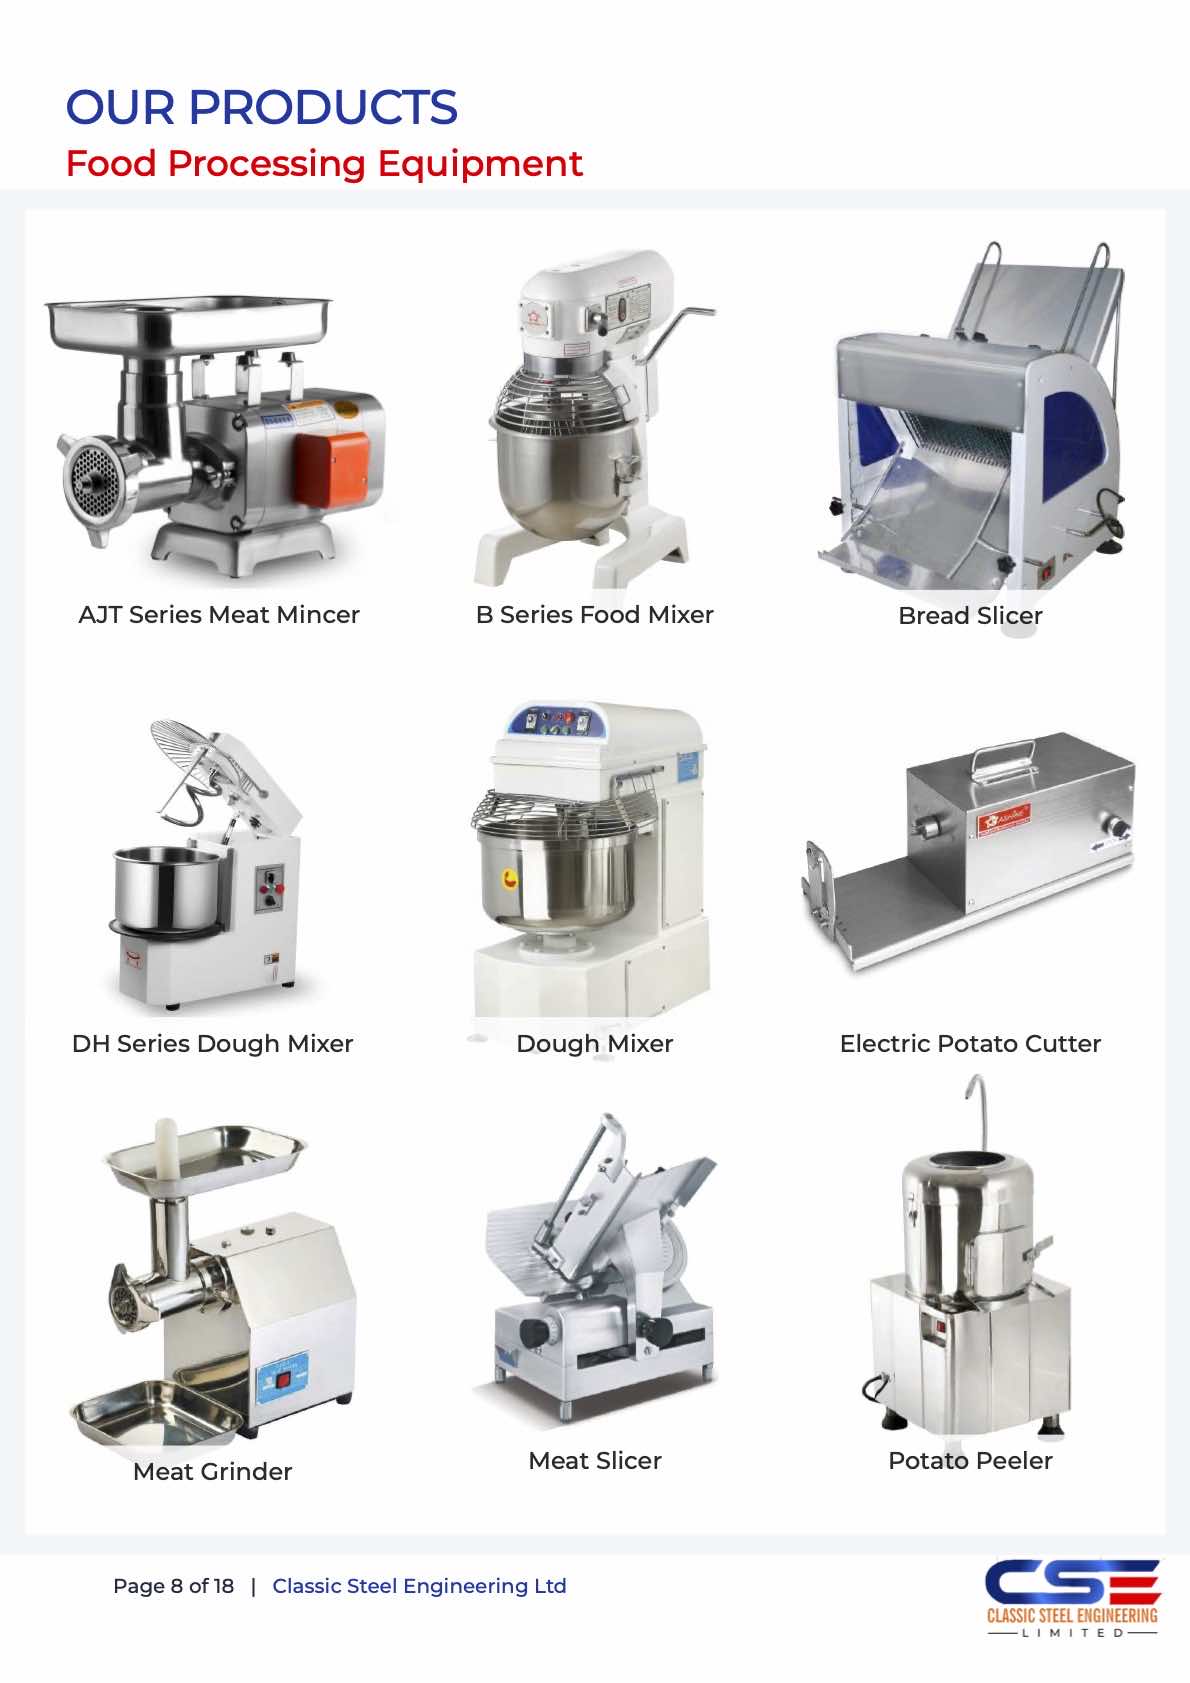 OUR PRODUCTS
Food Processing Equipment
AJT Series Meat Mincer
B Series Food Mixer
Bread Slicer
DH Series Dough Mixer
Dough Mixer
Electric Potato Cutter
Meat Grinder
Meat Slicer
Potato Peeler
Page 8 of 18 | Classic Steel Engineering Ltd
CSE
CLASSIC STEEL ENGINEERING
LIMITED